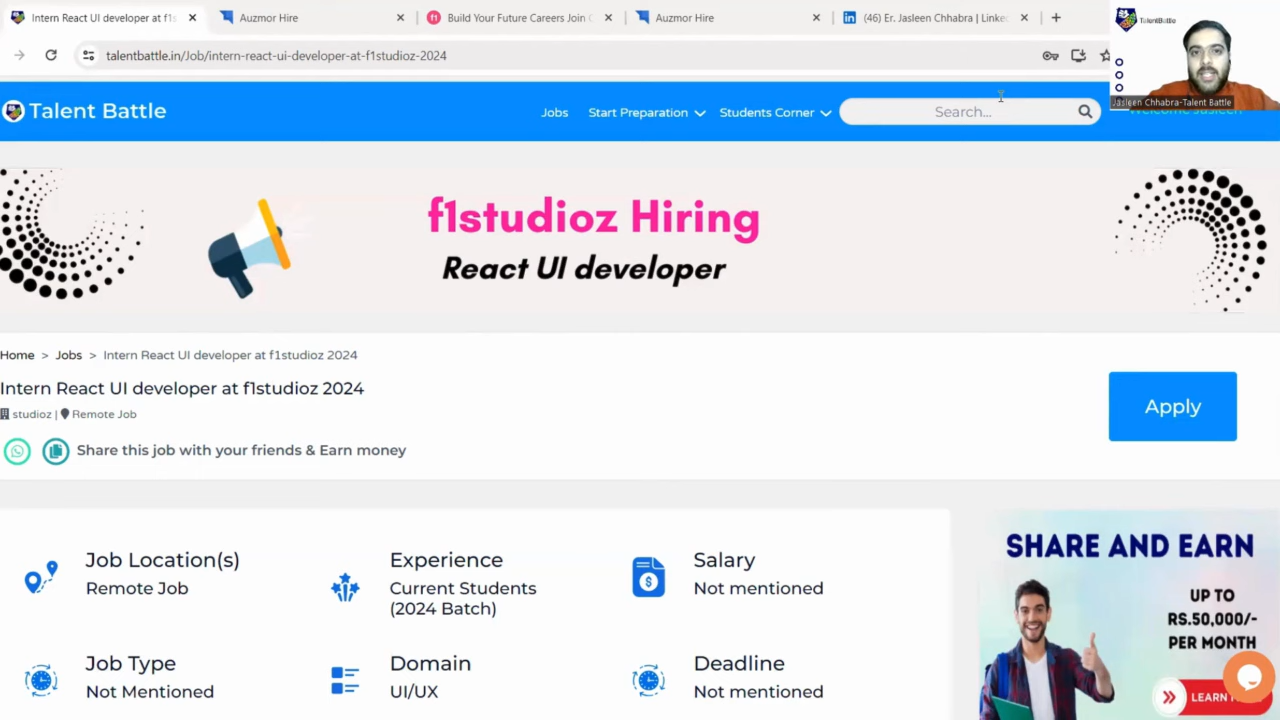 Intern React UI developer at f1s
Auzmor Hire
Build Your Future Careers Join
Auzmor Hire
(46) Er. Jasleen Chhabra | Linke
talentbattle.in/Job/intern-react-ui-developer-at-f1studioz-2024
TalentBattle
Jasleen Chhabra-Talent Battle
Talent Battle
Jobs
Start Preparation
Students Corner
Search...
Welcome Jasleen
f1studioz Hiring
React UI developer
Home > Jobs > Intern React UI developer at f1studioz 2024
Intern React UI developer at f1studioz 2024
studioz | Remote Job
Apply
Share this job with your friends & Earn money
Job Location(s)
Remote Job
Experience
Current Students
(2024 Batch)
Salary
Not mentioned
Job Type
Not Mentioned
Domain
UI/UX
Deadline
Not mentioned
SHARE AND EARN
UP TO
RS.50,000/-
PER MONTH
LEARN